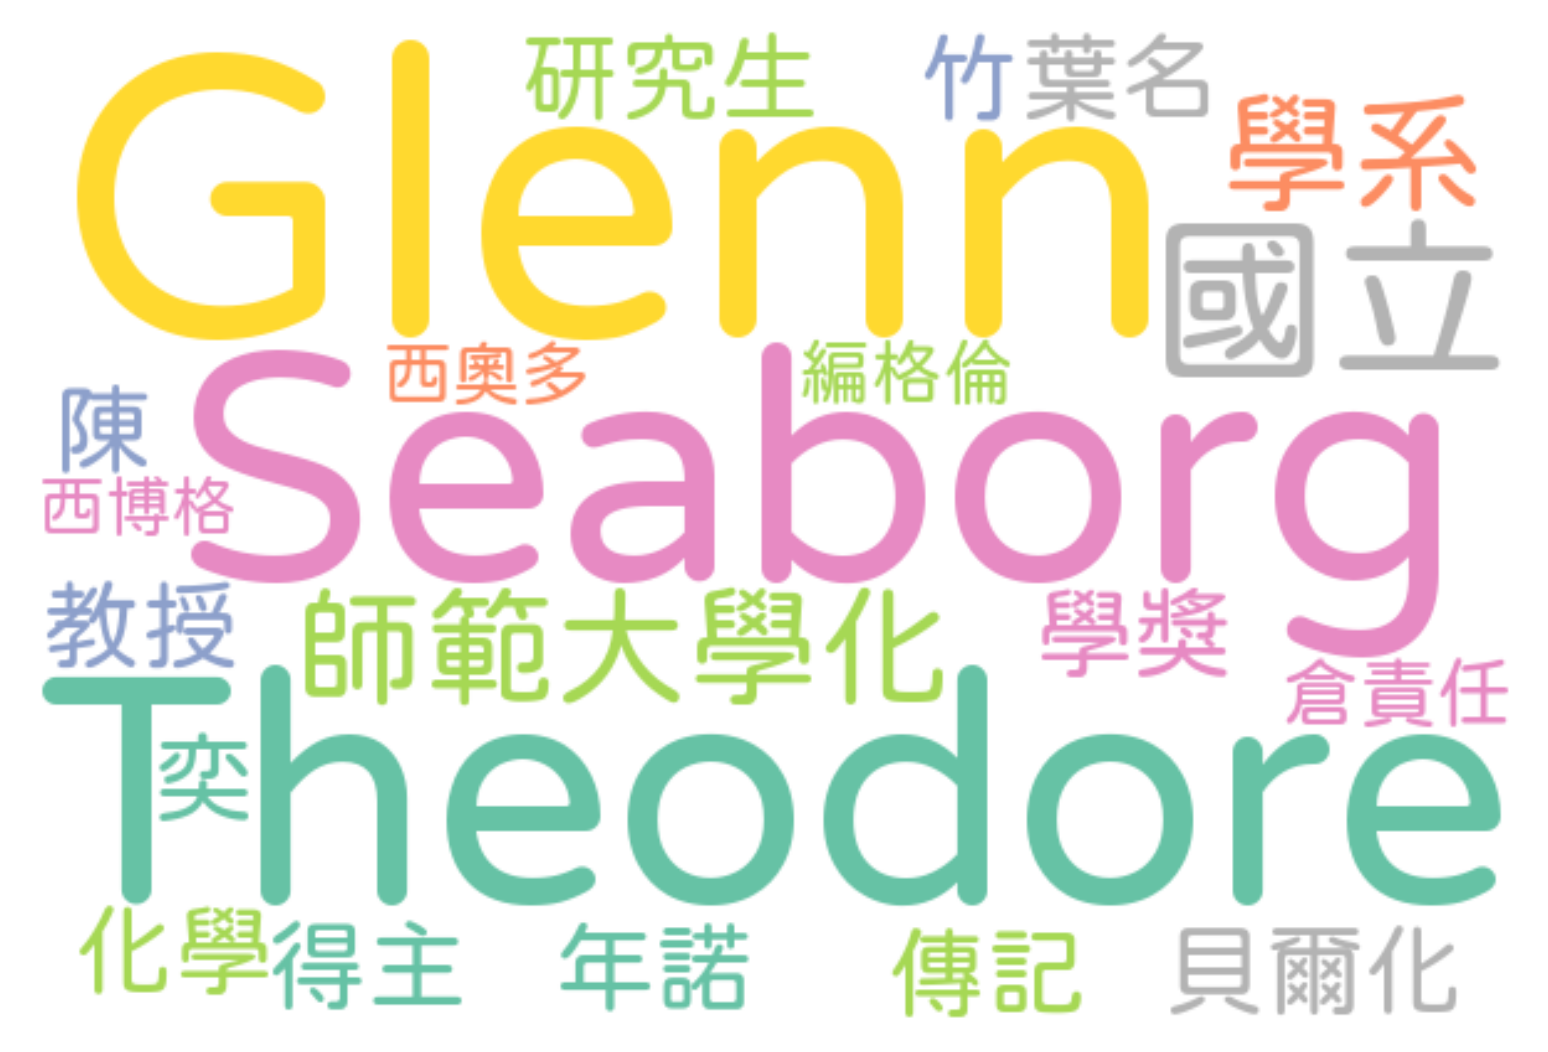 研究生 竹 葉名
Glenn 學系
國立
西奧多 編格倫
陳 Seaborg
西博格
教授 師範大學化 學獎
倉責任
Theodore
奕
化學 得主 年諾 傳記 貝爾化